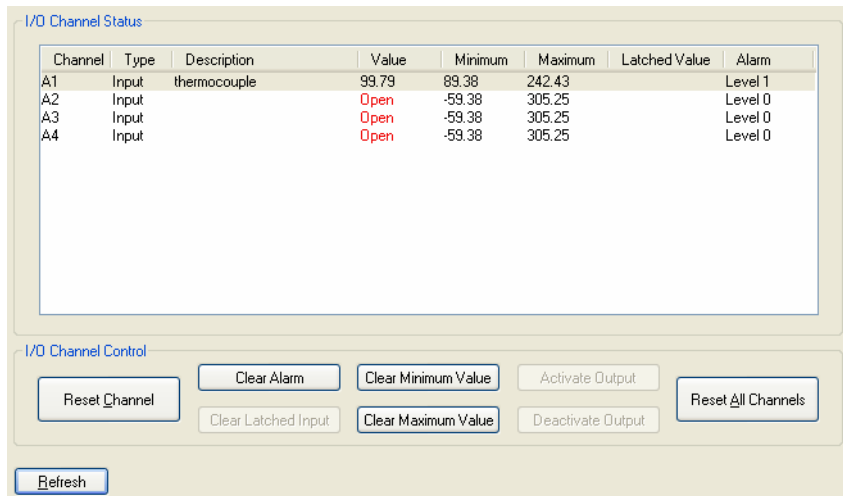 I/O Channel Status
Channel Type Description Value Minimum Maximum Latched Value Alarm
A1 Input thermocouple 99.79 89.38 242.43 Level 1
A2 Input Open -59.38 305.25 Level 0
A3 Input Open -59.38 305.25 Level 0
A4 Input Open -59.38 305.25 Level 0
I/O Channel Control
Reset Channel
Clear Alarm Clear Minimum Value Activate Output
Reset All Channels
Clear Latched Input Clear Maximum Value Deactivate Output
Refresh